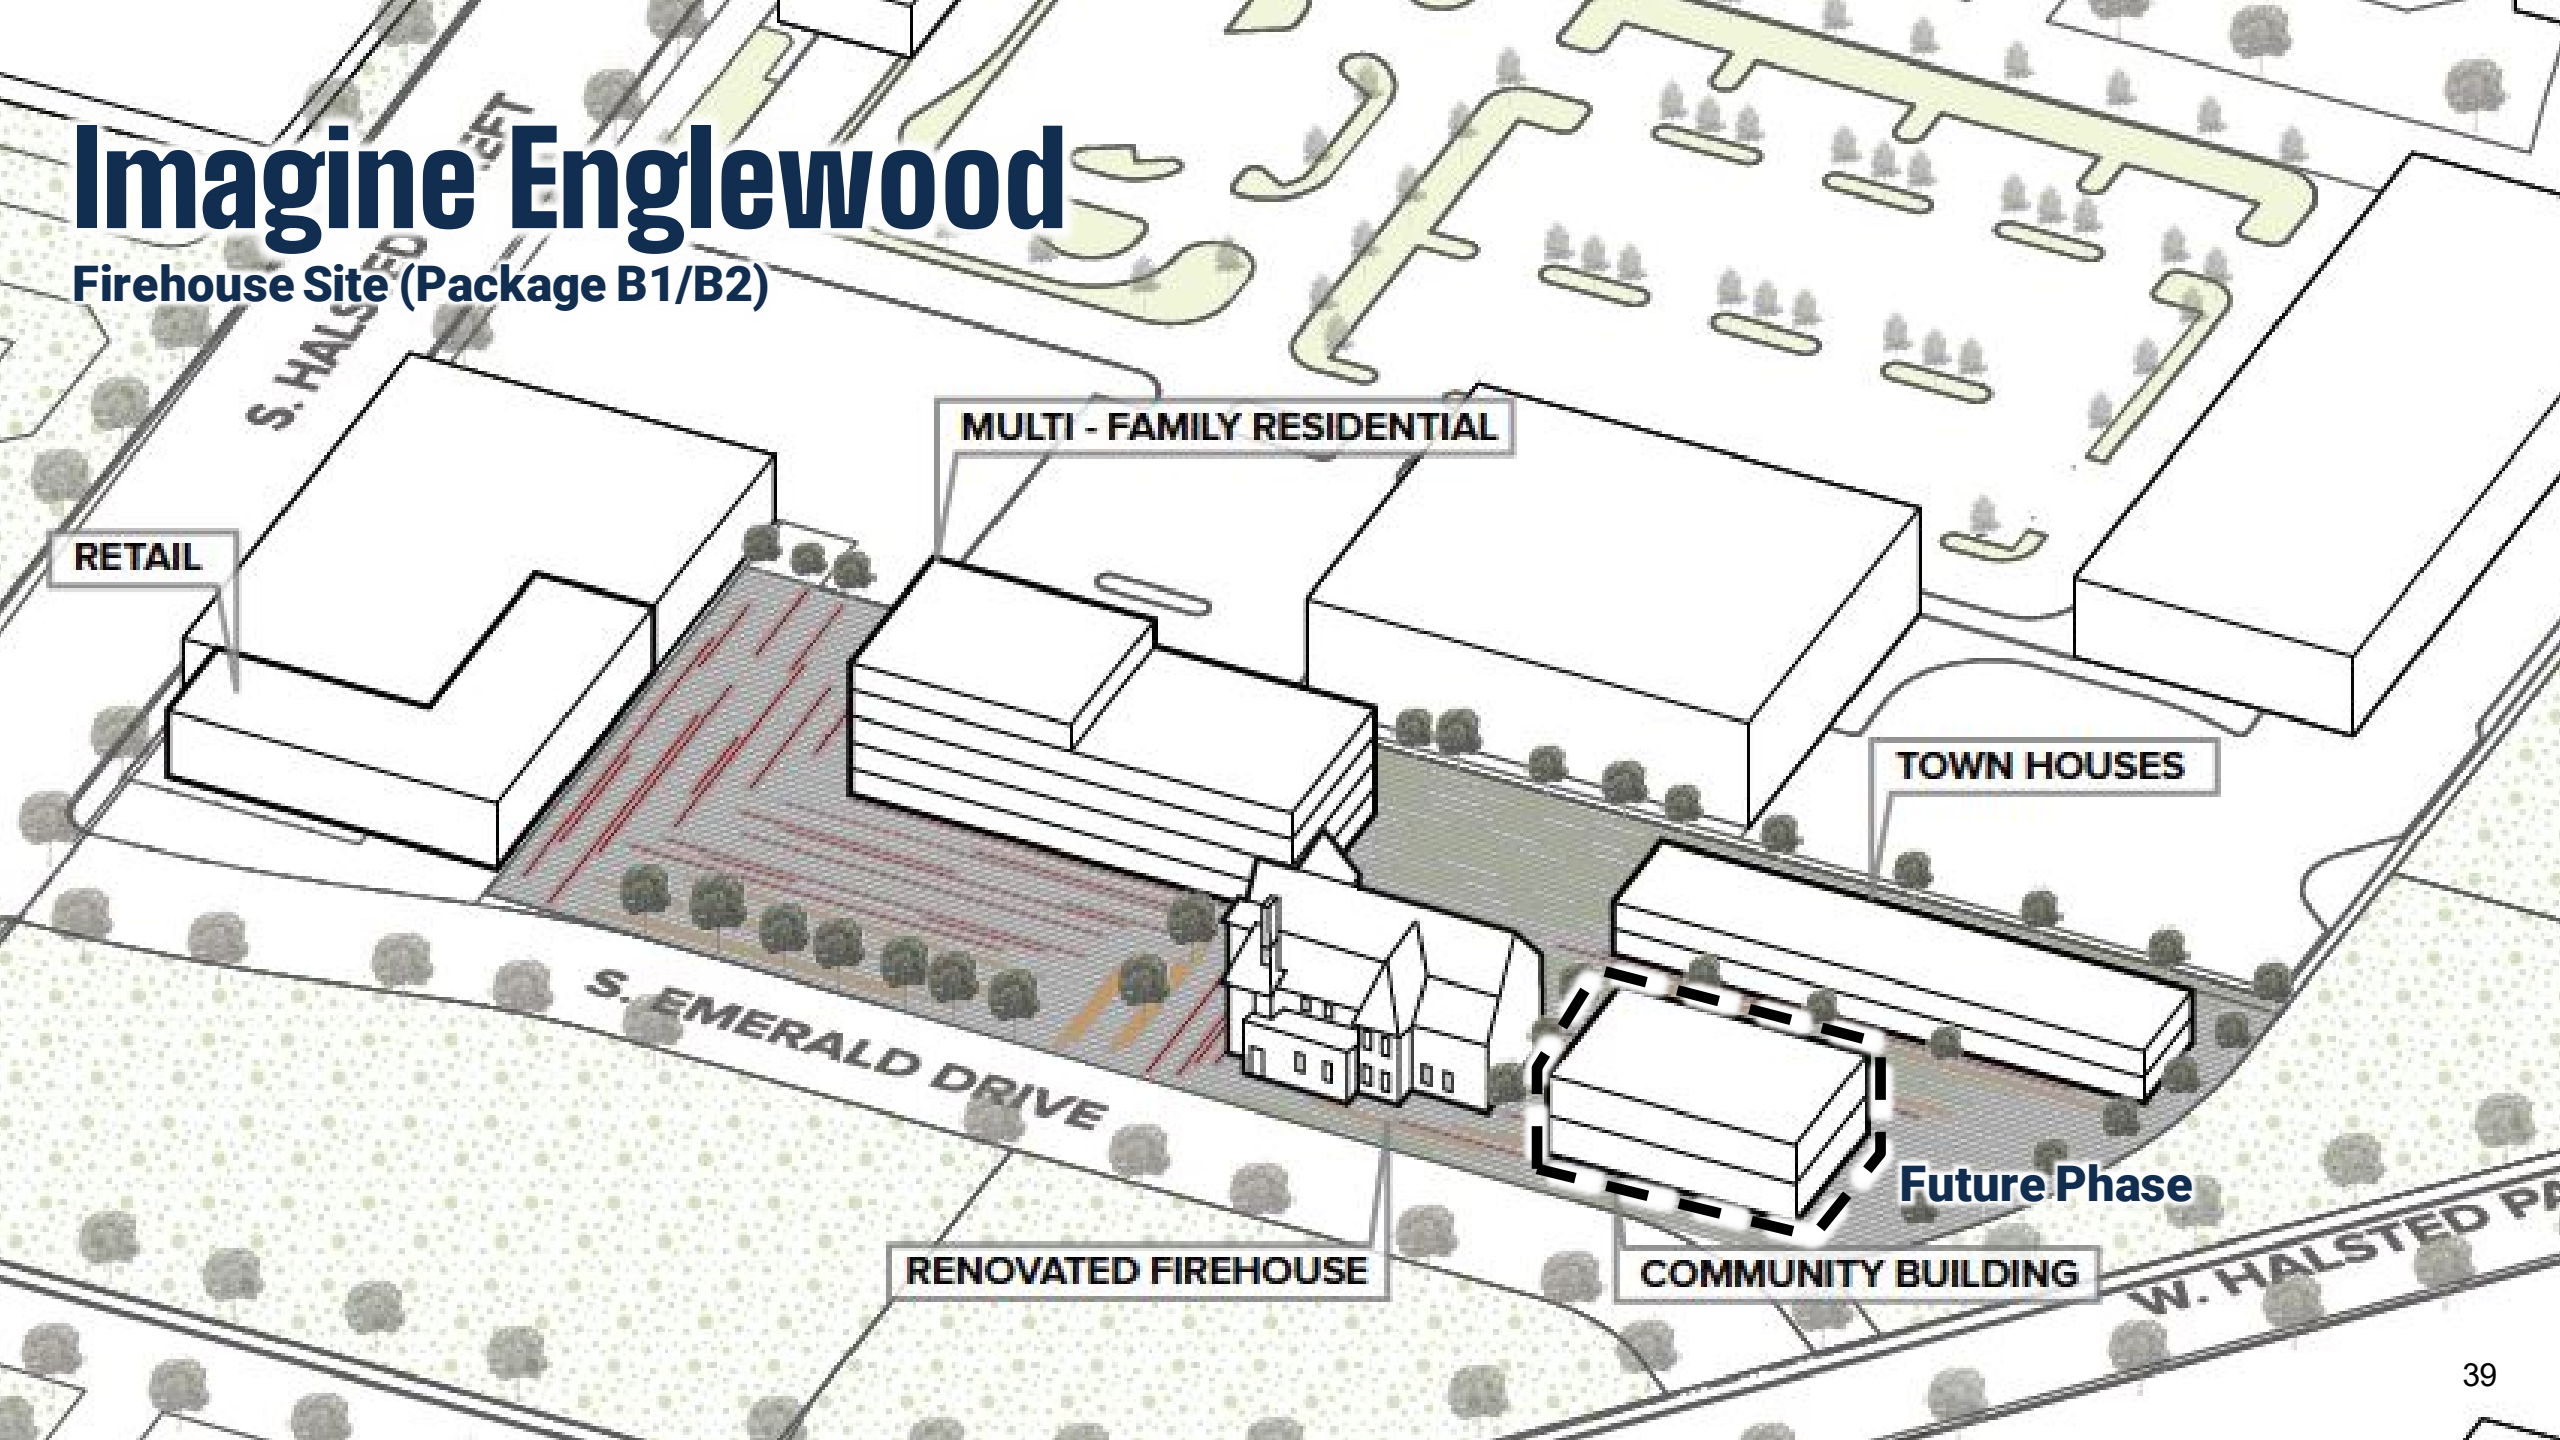 Imagine Englewood
Firehouse Site (Package B1/B2)
S. HALSTED
MULTI - FAMILY RESIDENTIAL
RETAIL
TOWN HOUSES
S. EMERALD DRIVE
Future Phase
RENOVATED FIREHOUSE
COMMUNITY BUILDING
W. HALSTED
39